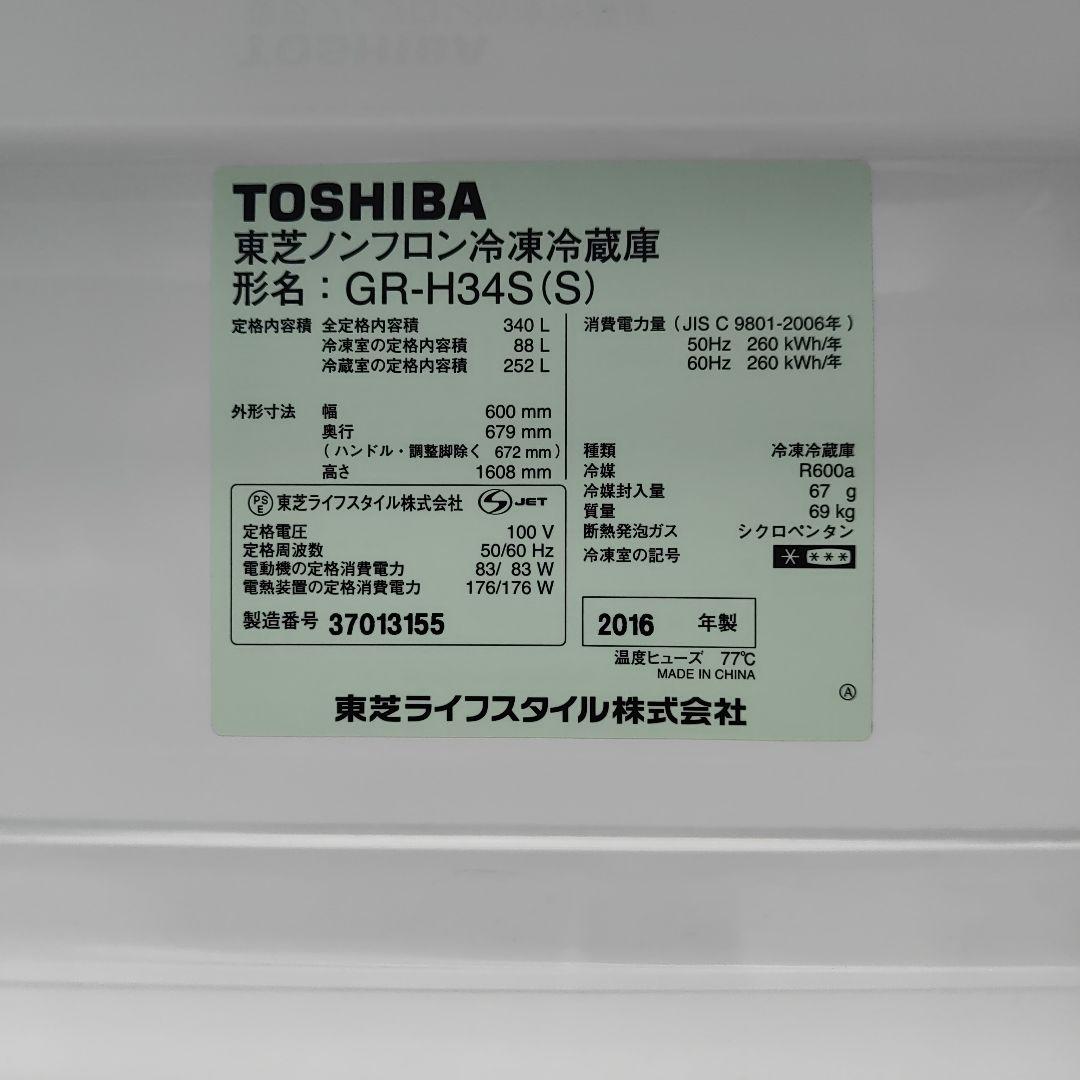 TOSHIBA
東芝ノンフロン冷凍冷蔵庫
形名：GR-H34S(S)
定格内容積 全定格内容積 340 L
冷凍室の定格内容積 88 L
冷蔵室の定格内容積 252 L
外形寸法 幅 600 mm
奥行 679 mm
(ハンドル・調整脚除く 672 mm)
高さ 1608 mm
PSE 東芝ライフスタイル株式会社 S JET
定格電圧 100 V
定格周波数 50/60 Hz
電動機の定格消費電力 83/ 83 W
電熱装置の定格消費電力 176/176 W
製造番号 37013155
消費電力量 (JIS C 9801-2006年)
50Hz 260 kWh/年
60Hz 260 kWh/年
種類 冷凍冷蔵庫
冷媒 R600a
冷媒封入量 67 g
質量 69 kg
断熱発泡ガス シクロペンタン
冷凍室の記号 * ***
2016 年製
温度ヒューズ 77℃
MADE IN CHINA
Ⓐ
東芝ライフスタイル株式会社